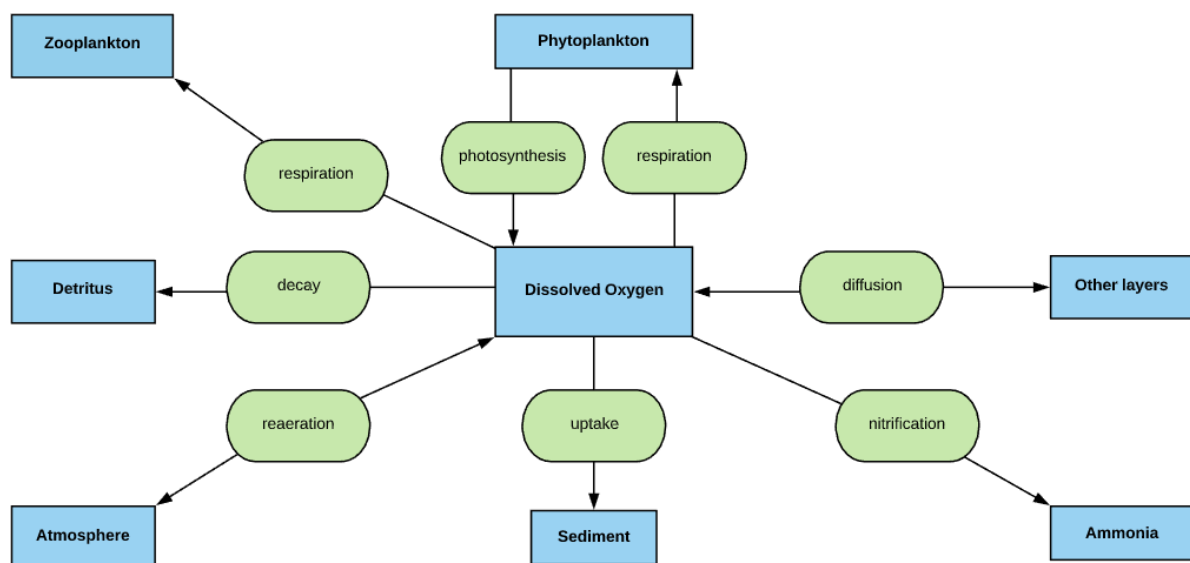 Zooplankton
Phytoplankton
photosynthesis
respiration
respiration
Detritus
decay
Dissolved Oxygen
diffusion
Other layers
reaeration
uptake
nitrification
Atmosphere
Sediment
Ammonia